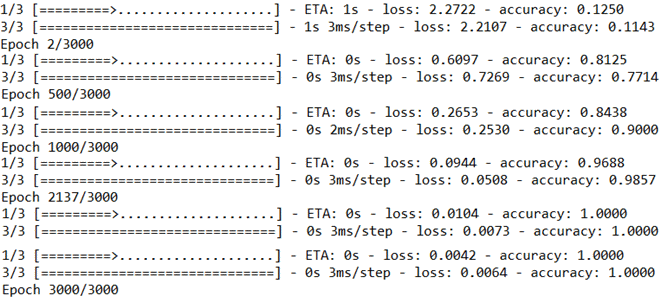 1/3 [=========>....................] - ETA: 1s - loss: 2.2722 - accuracy: 0.1250
3/3 [==============================] - 1s 3ms/step - loss: 2.2107 - accuracy: 0.1143
Epoch 2/3000
1/3 [=========>....................] - ETA: 0s - loss: 0.6097 - accuracy: 0.8125
3/3 [==============================] - 0s 3ms/step - loss: 0.7269 - accuracy: 0.7714
Epoch 500/3000
1/3 [=========>....................] - ETA: 0s - loss: 0.2653 - accuracy: 0.8438
3/3 [==============================] - 0s 2ms/step - loss: 0.2530 - accuracy: 0.9000
Epoch 1000/3000
1/3 [=========>....................] - ETA: 0s - loss: 0.0944 - accuracy: 0.9688
3/3 [==============================] - 0s 3ms/step - loss: 0.0508 - accuracy: 0.9857
Epoch 2137/3000
1/3 [=========>....................] - ETA: 0s - loss: 0.0104 - accuracy: 1.0000
3/3 [==============================] - 0s 3ms/step - loss: 0.0073 - accuracy: 1.0000
1/3 [=========>....................] - ETA: 0s - loss: 0.0042 - accuracy: 1.0000
3/3 [==============================] - 0s 3ms/step - loss: 0.0064 - accuracy: 1.0000
Epoch 3000/3000